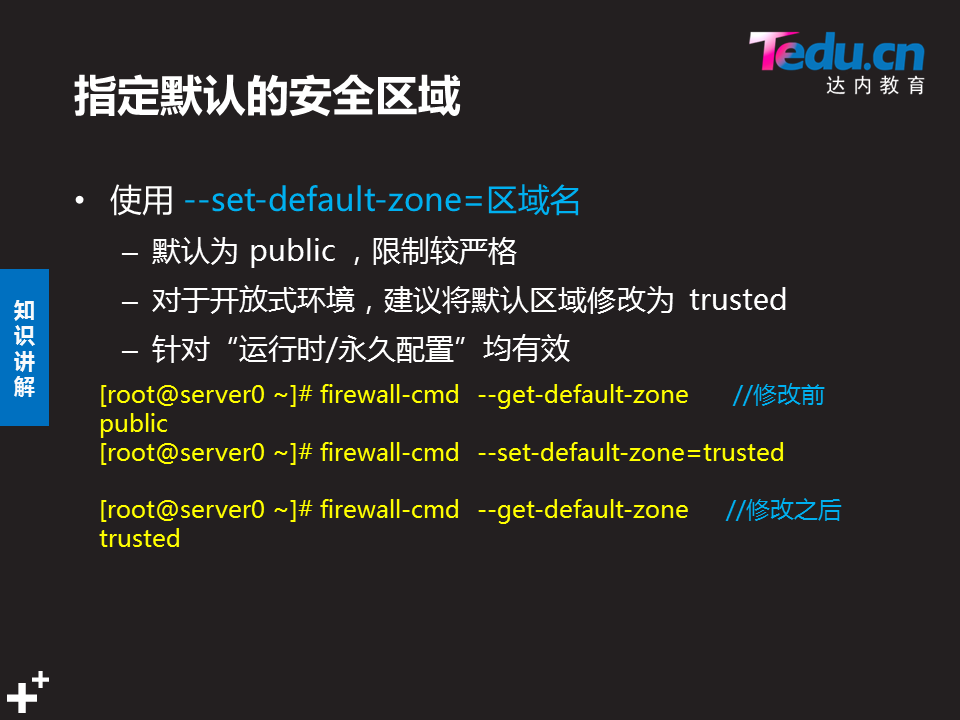 Tedu.cn
达内教育
指定默认的安全区域
• 使用 --set-default-zone=区域名
– 默认为 public ，限制较严格
– 对于开放式环境，建议将默认区域修改为 trusted
– 针对“运行时/永久配置”均有效
知识讲解
[root@server0 ~]# firewall-cmd --get-default-zone //修改前
public
[root@server0 ~]# firewall-cmd --set-default-zone=trusted
[root@server0 ~]# firewall-cmd --get-default-zone //修改之后
trusted